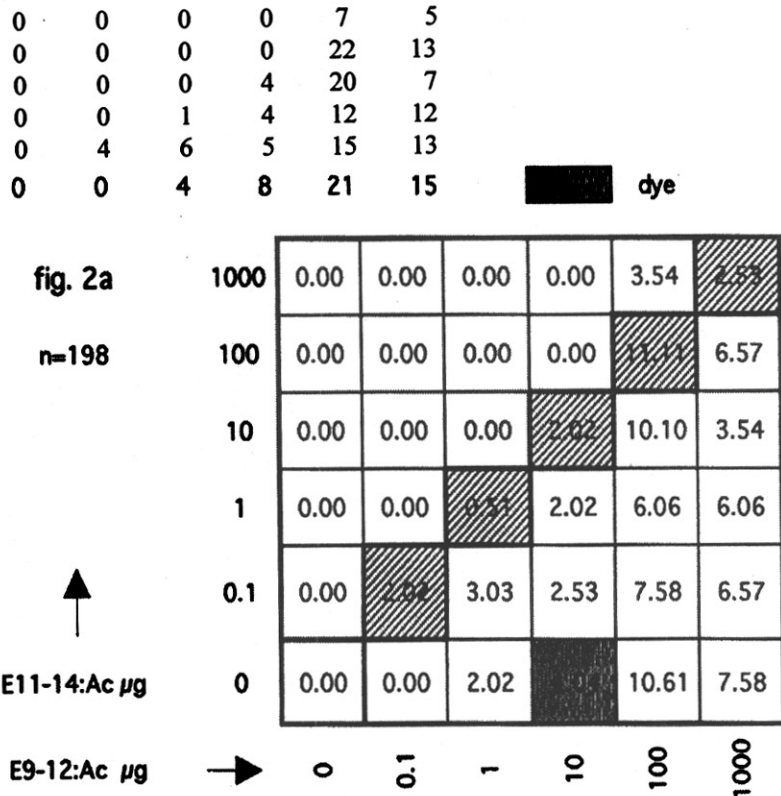 0 0 0 0 7 5
0 0 0 0 22 13
0 0 0 4 20 7
0 0 1 4 12 12
0 4 6 5 15 13
0 0 4 8 21 15
dye
fig. 2a
n=198
1000 0.00 0.00 0.00 0.00 3.54 2.53
100 0.00 0.00 0.00 0.00 11.11 6.57
10 0.00 0.00 0.00 2.02 10.10 3.54
1 0.00 0.00 0.51 2.02 6.06 6.06
0.1 0.00 2.02 3.03 2.53 7.58 6.57
E11-14:Ac µg 0 0.00 0.00 2.02 10.61 7.58
E9-12:Ac µg 0 0.1 1 10 100 1000